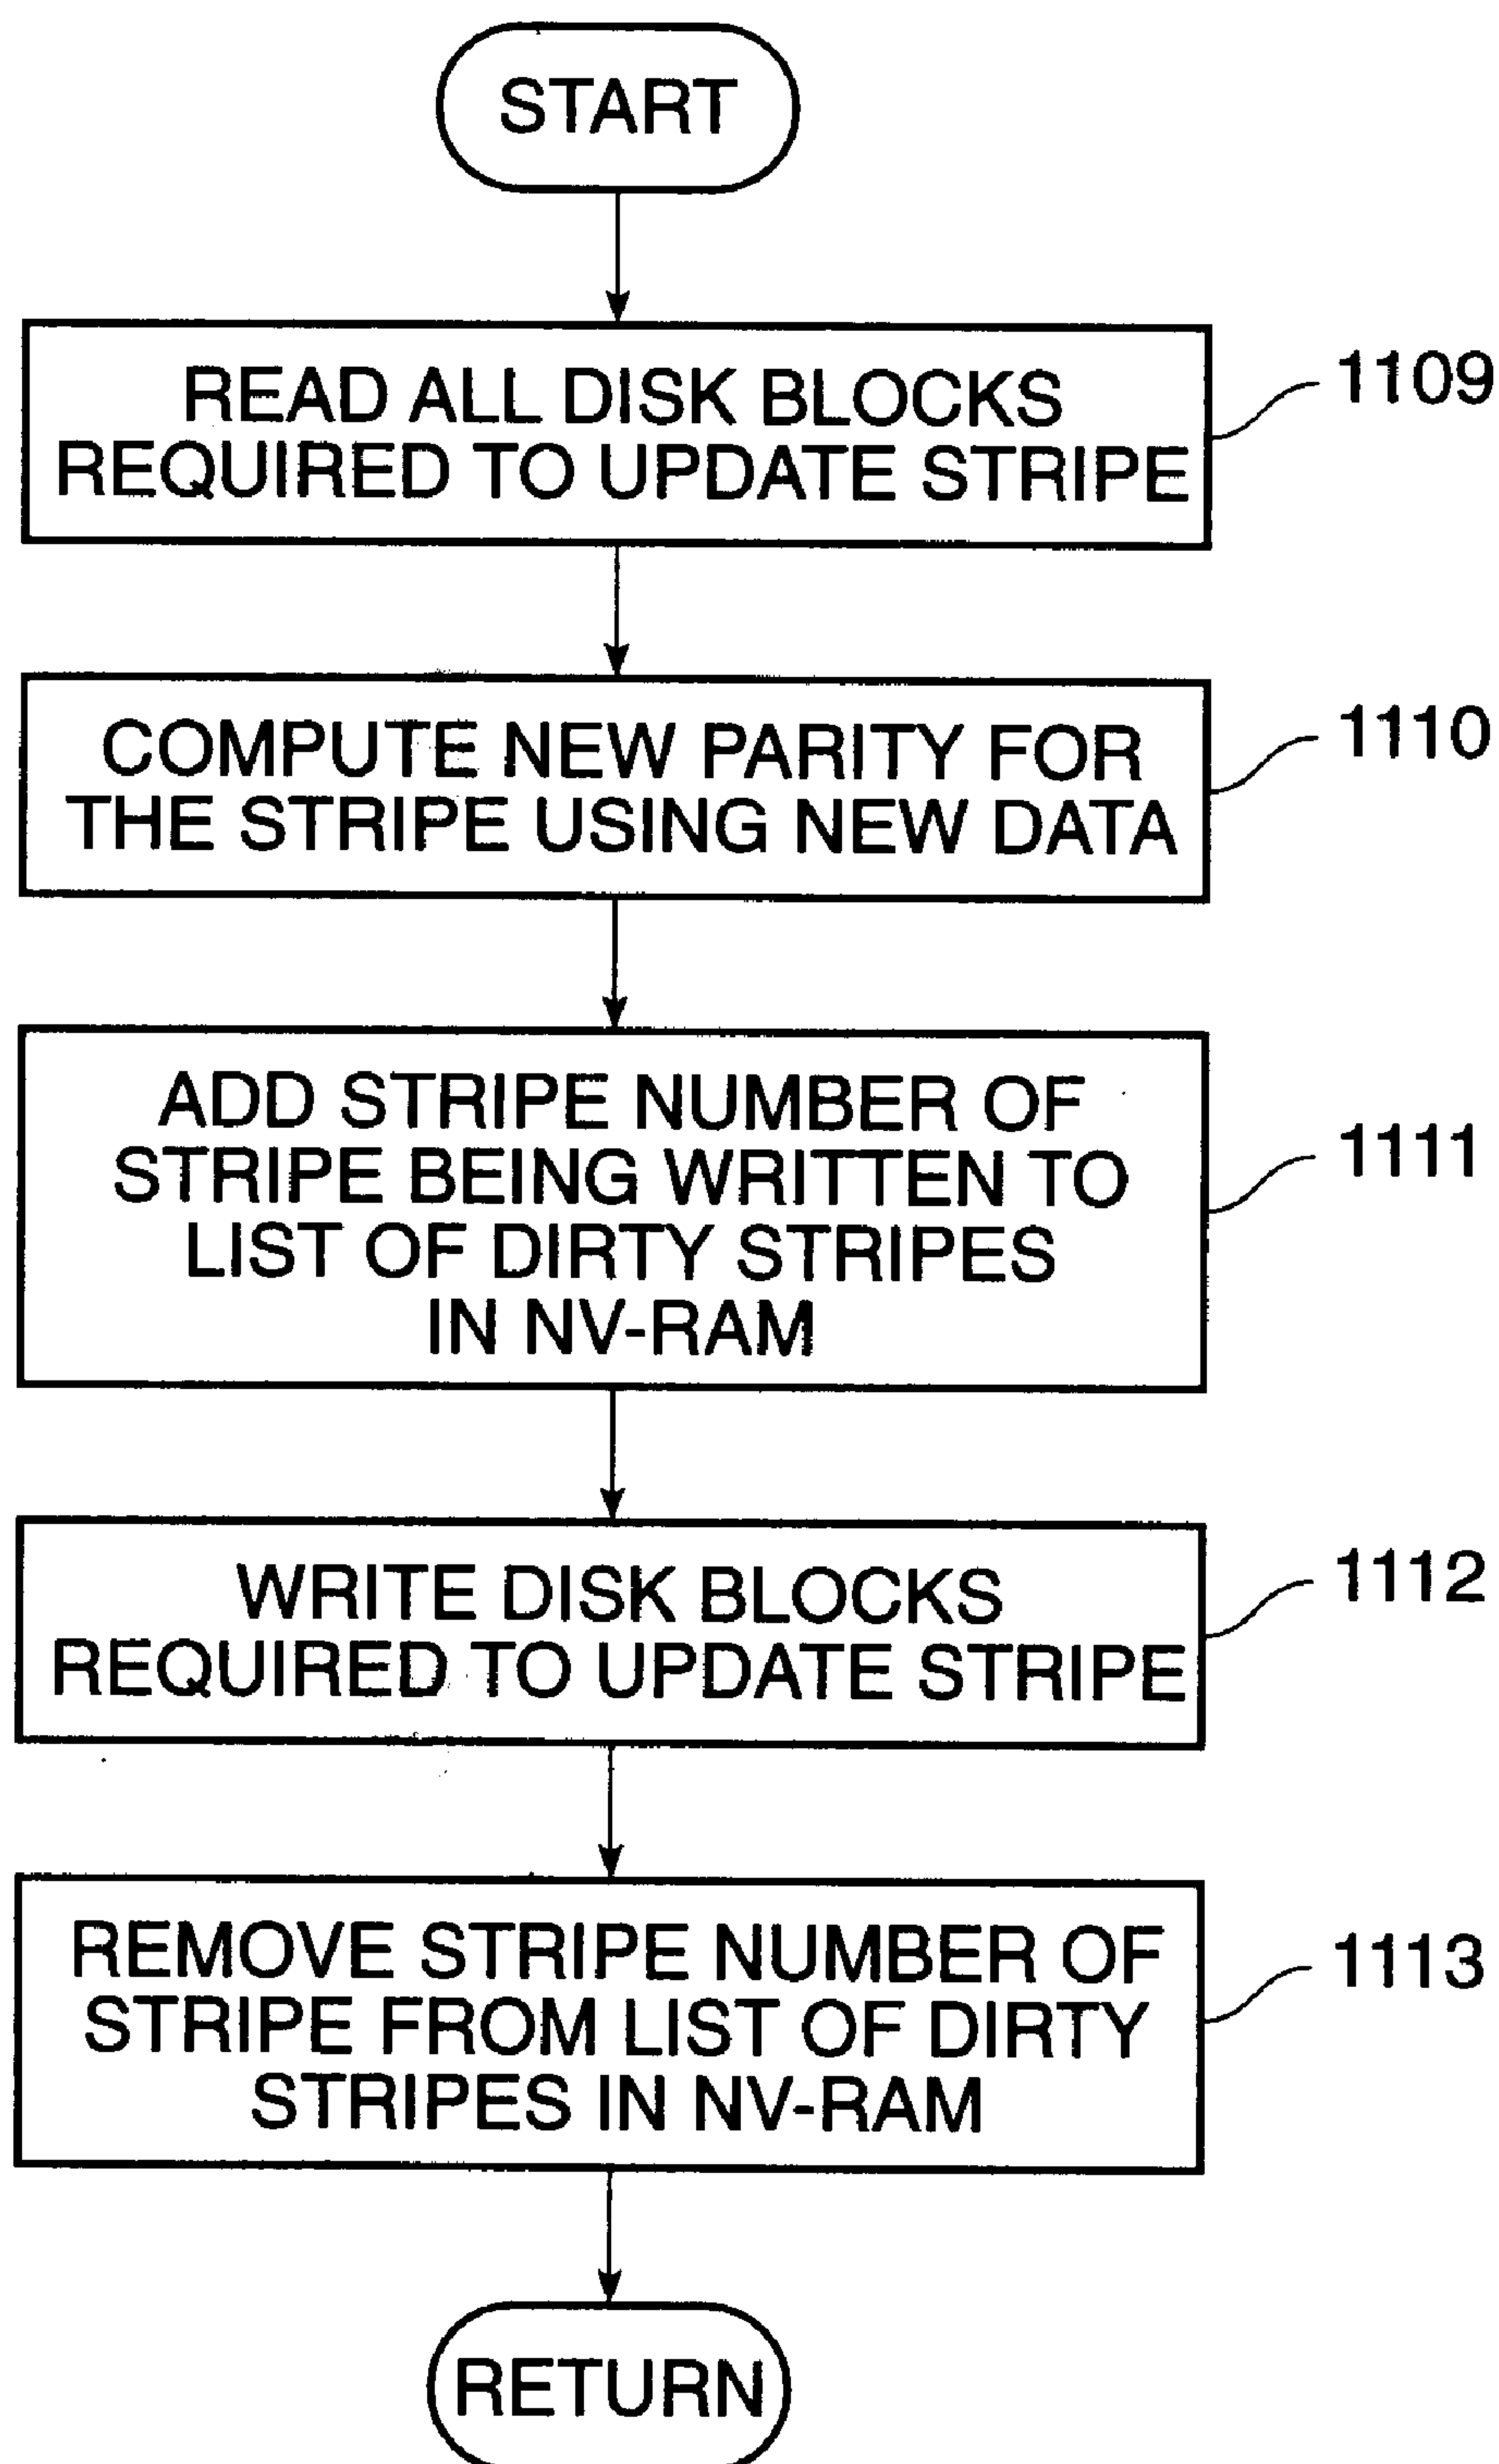 START
READ ALL DISK BLOCKS
REQUIRED TO UPDATE STRIPE
1109
COMPUTE NEW PARITY FOR
THE STRIPE USING NEW DATA
1110
ADD STRIPE NUMBER OF
STRIPE BEING WRITTEN TO
LIST OF DIRTY STRIPES
IN NV-RAM
1111
WRITE DISK BLOCKS
REQUIRED TO UPDATE STRIPE
1112
REMOVE STRIPE NUMBER OF
STRIPE FROM LIST OF DIRTY
STRIPES IN NV-RAM
1113
RETURN